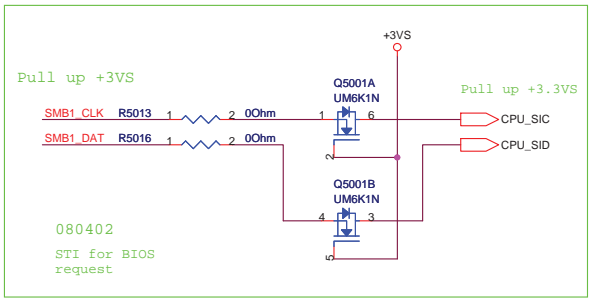 +3VS
Pull up +3VS
Q5001A
UM6K1N
Pull up +3.3VS
SMB1_CLK R5013 1 2 0Ohm 1 6 CPU_SIC
SMB1_DAT R5016 1 2 0Ohm CPU_SID
2
Q5001B
UM6K1N
4 3
5
080402
STI for BIOS
request